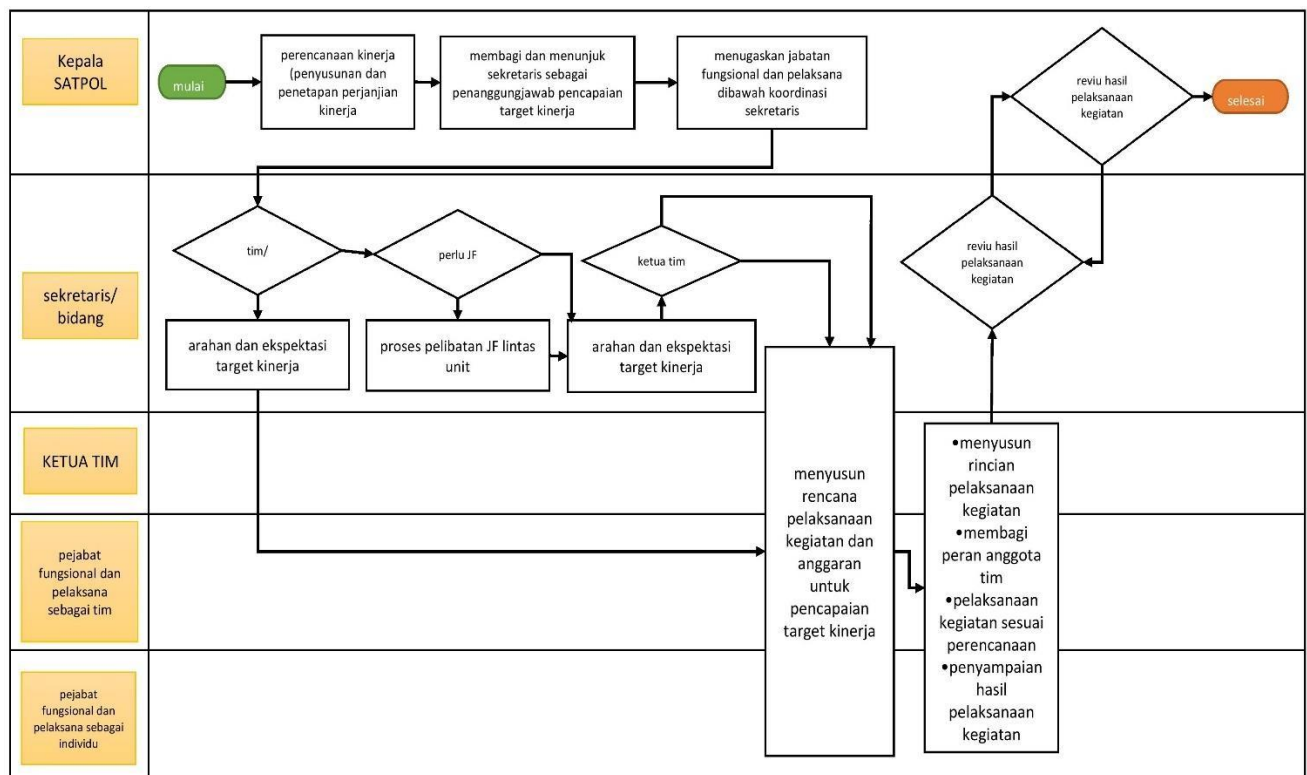 Kepala
SATPOL
mulai
perencanaan kinerja
(penyusunan dan
penetapan perjanjian
kinerja
membagi dan menunjuk
sekretaris sebagai
penanggungjawab pencapaian
target kinerja
menugaskan jabatan
fungsional dan pelaksana
dibawah koordinasi
sekretaris
reviu hasil
pelaksanaan
kegiatan
selesai
sekretaris/
bidang
tim/
perlu JF
ketua tim
reviu hasil
pelaksanaan
kegiatan
arahan dan ekspektasi
target kinerja
proses pelibatan JF lintas
unit
arahan dan ekspektasi
target kinerja
KETUA TIM
pejabat
fungsional dan
pelaksana
sebagai tim
pejabat
fungsional dan
pelaksana sebagai
individu
menyusun
rencana
pelaksanaan
kegiatan dan
anggaran
untuk
pencapaian
target kinerja
•menyusun
rincian
pelaksanaan
kegiatan
•membagi
peran anggota
tim
•pelaksanaan
kegiatan sesuai
perencanaan
•penyampaian
hasil
pelaksanaan
kegiatan